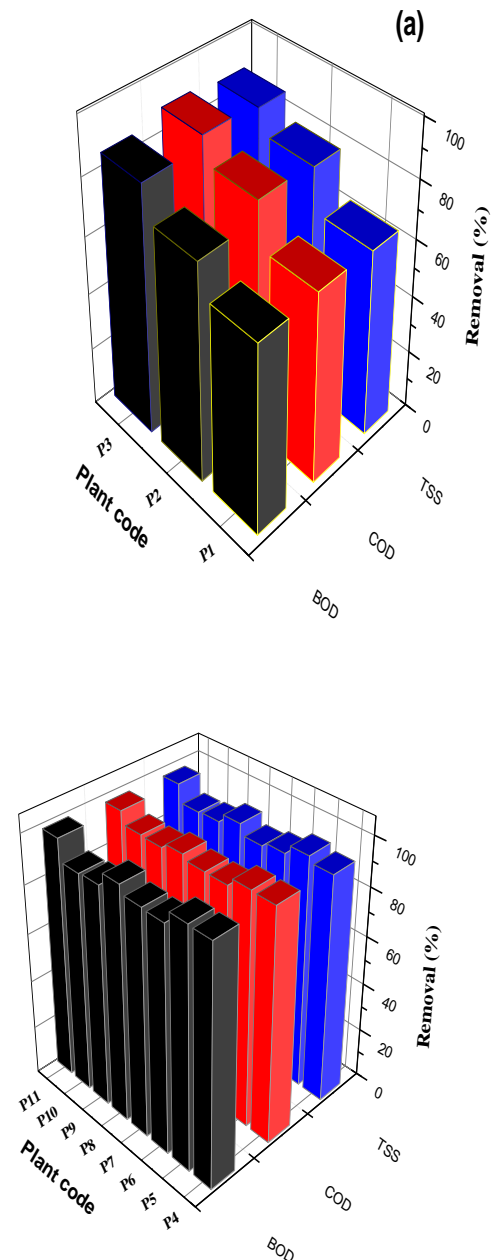 (a)
100
80
60
40
20
0
Removal (%)
P3
P2
P1
Plant code
TSS
COD
BOD
100
80
60
40
20
0
Removal (%)
P11
P10
P9
P8
P7
P6
P5
P4
Plant code
TSS
COD
BOD